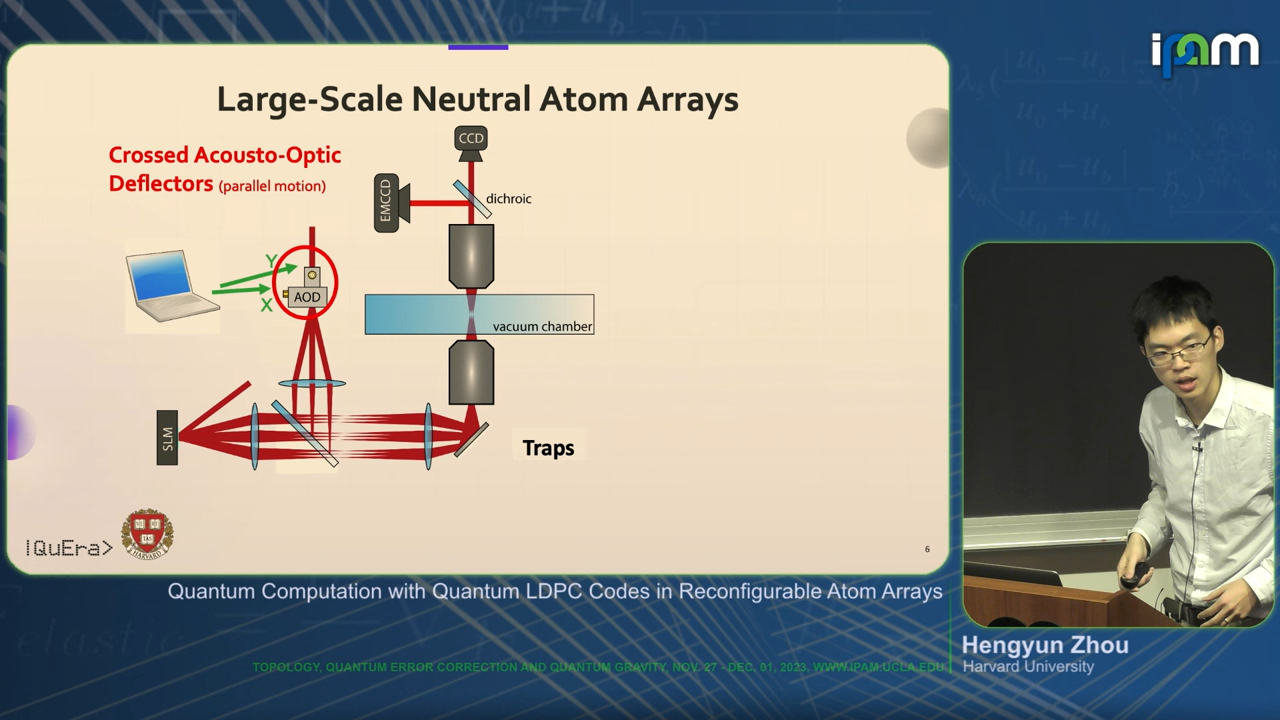 ipam
Large-Scale Neutral Atom Arrays
Crossed Acousto-Optic
Deflectors (parallel motion)
CCD
EMCCD
dichroic
Y
X
AOD
vacuum chamber
SLM
Traps
|QuEra>
HARVARD
6
Quantum Computation with Quantum LDPC Codes in Reconfigurable Atom Arrays
Hengyun Zhou
Harvard University
TOPOLOGY, QUANTUM ERROR CORRECTION AND QUANTUM GRAVITY, NOV. 27 - DEC. 01, 2023, WWW.IPAM.UCLA.EDU
elastic